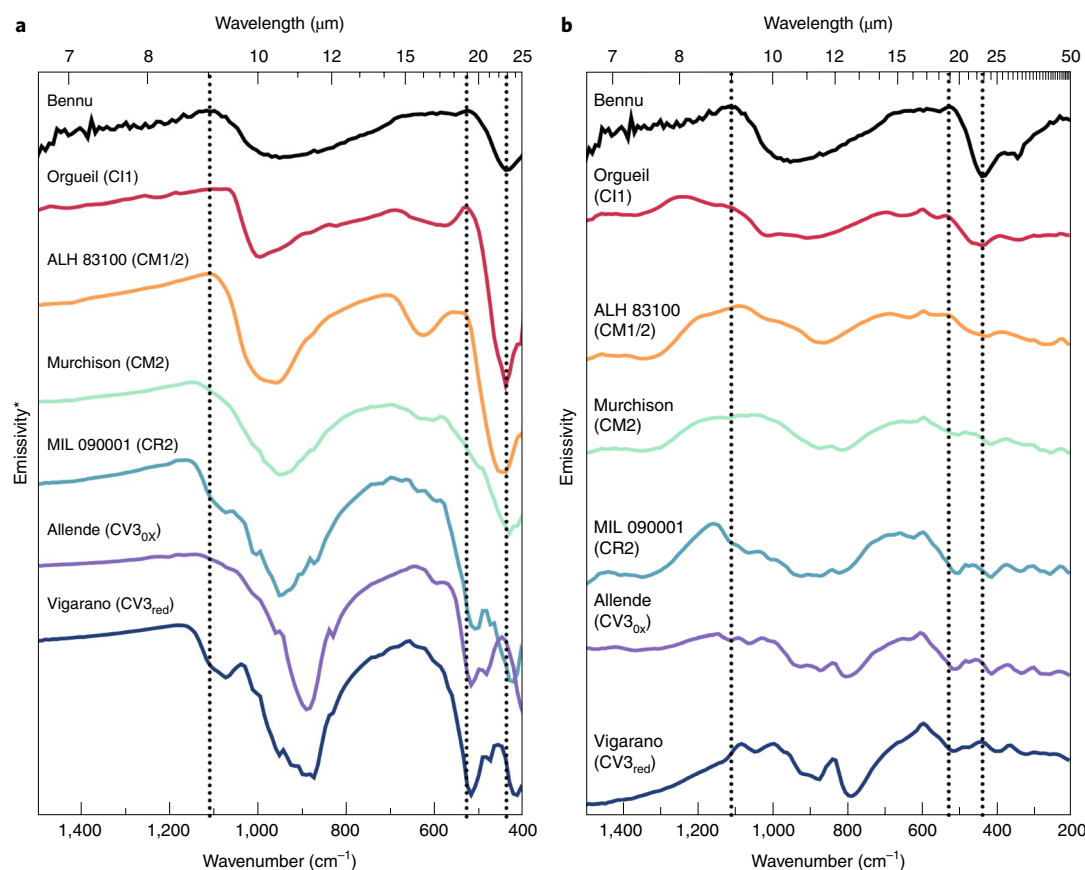 a
Wavelength (μm)
7 8 10 12 15 20 25
Bennu
Orgueil (CI1)
ALH 83100 (CM1/2)
Murchison (CM2)
MIL 090001 (CR2)
Allende (CV3ox)
Vigarano (CV3red)
Emissivity*
1,400 1,200 1,000 800 600 400
Wavenumber (cm−1)
b
Wavelength (μm)
7 8 10 12 15 20 25 50
Bennu
Orgueil
(CI1)
ALH 83100
(CM1/2)
Murchison
(CM2)
MIL 090001
(CR2)
Allende
(CV30x)
Vigarano
(CV3red)
Emissivity
1,400 1,200 1,000 800 600 400 200
Wavenumber (cm−1)